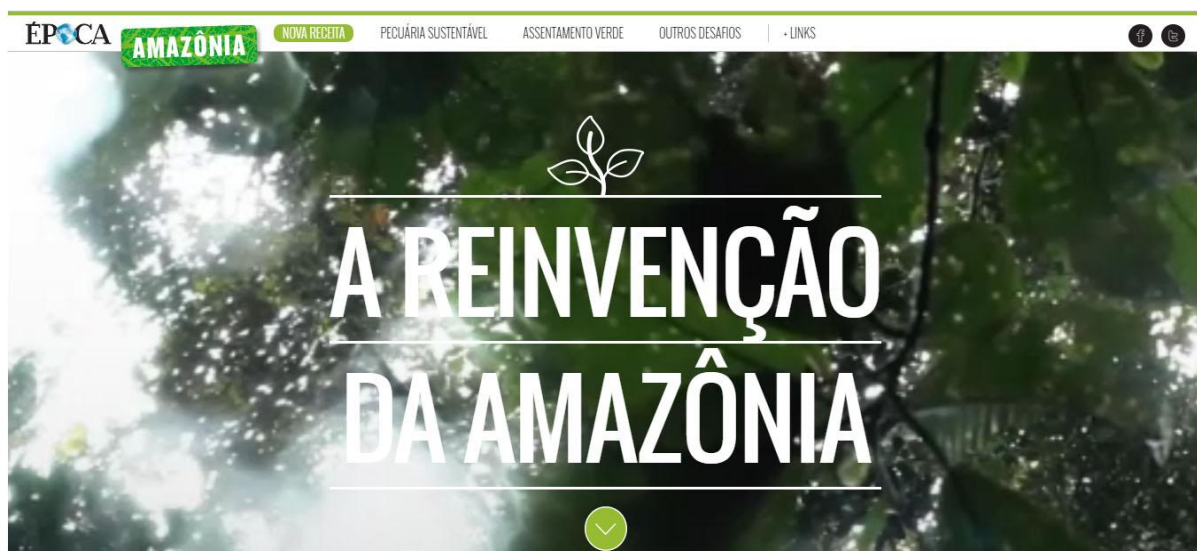 ÉPOCA AMAZÔNIA NOVA RECEITA PECUÁRIA SUSTENTÁVEL ASSENTAMENTO VERDE OUTROS DESAFIOS + LINKS f t
A REINVENÇÃO
DA AMAZÔNIA